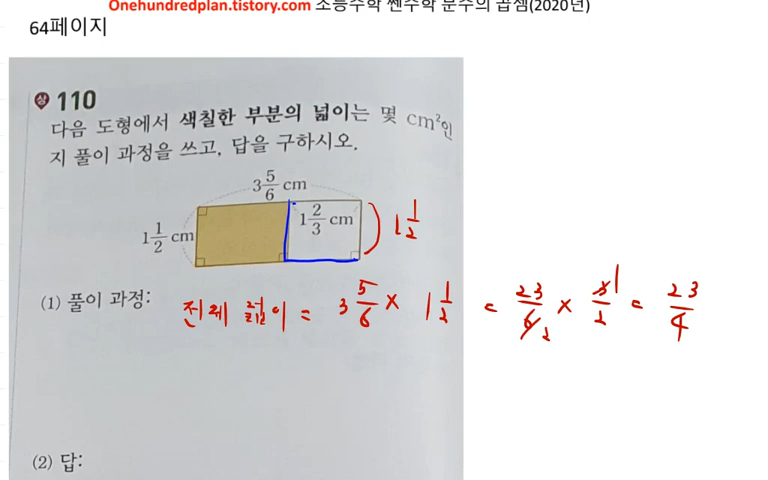 Onehundredplan.tistory.com 초등수학 쎈수학 분수의 곱셈(2020년)
64페이지
상 110
다음 도형에서 색칠한 부분의 넓이는 몇 cm²인
지 풀이 과정을 쓰고, 답을 구하시오.
3 5/6 cm
1 1/2 cm
1 2/3 cm
1 1/2
(1) 풀이 과정: 전체 넓이 = 3 5/6 × 1 1/2 = 23/6 2 × 3 1/2 = 23/4
(2) 답: